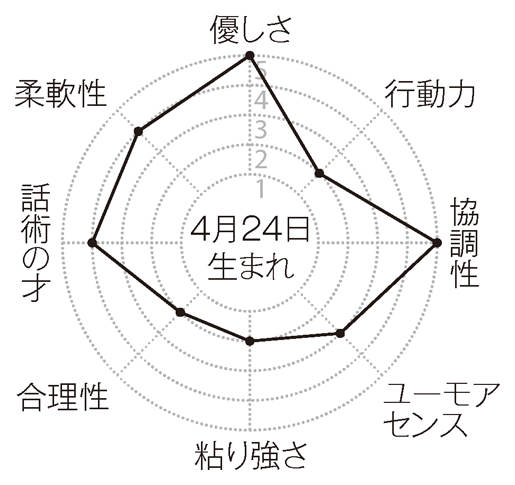 優しさ
行動力
協調性
ユーモア
センス
粘り強さ
合理性
話術の才
柔軟性
5
4
3
2
1
4月24日
生まれ